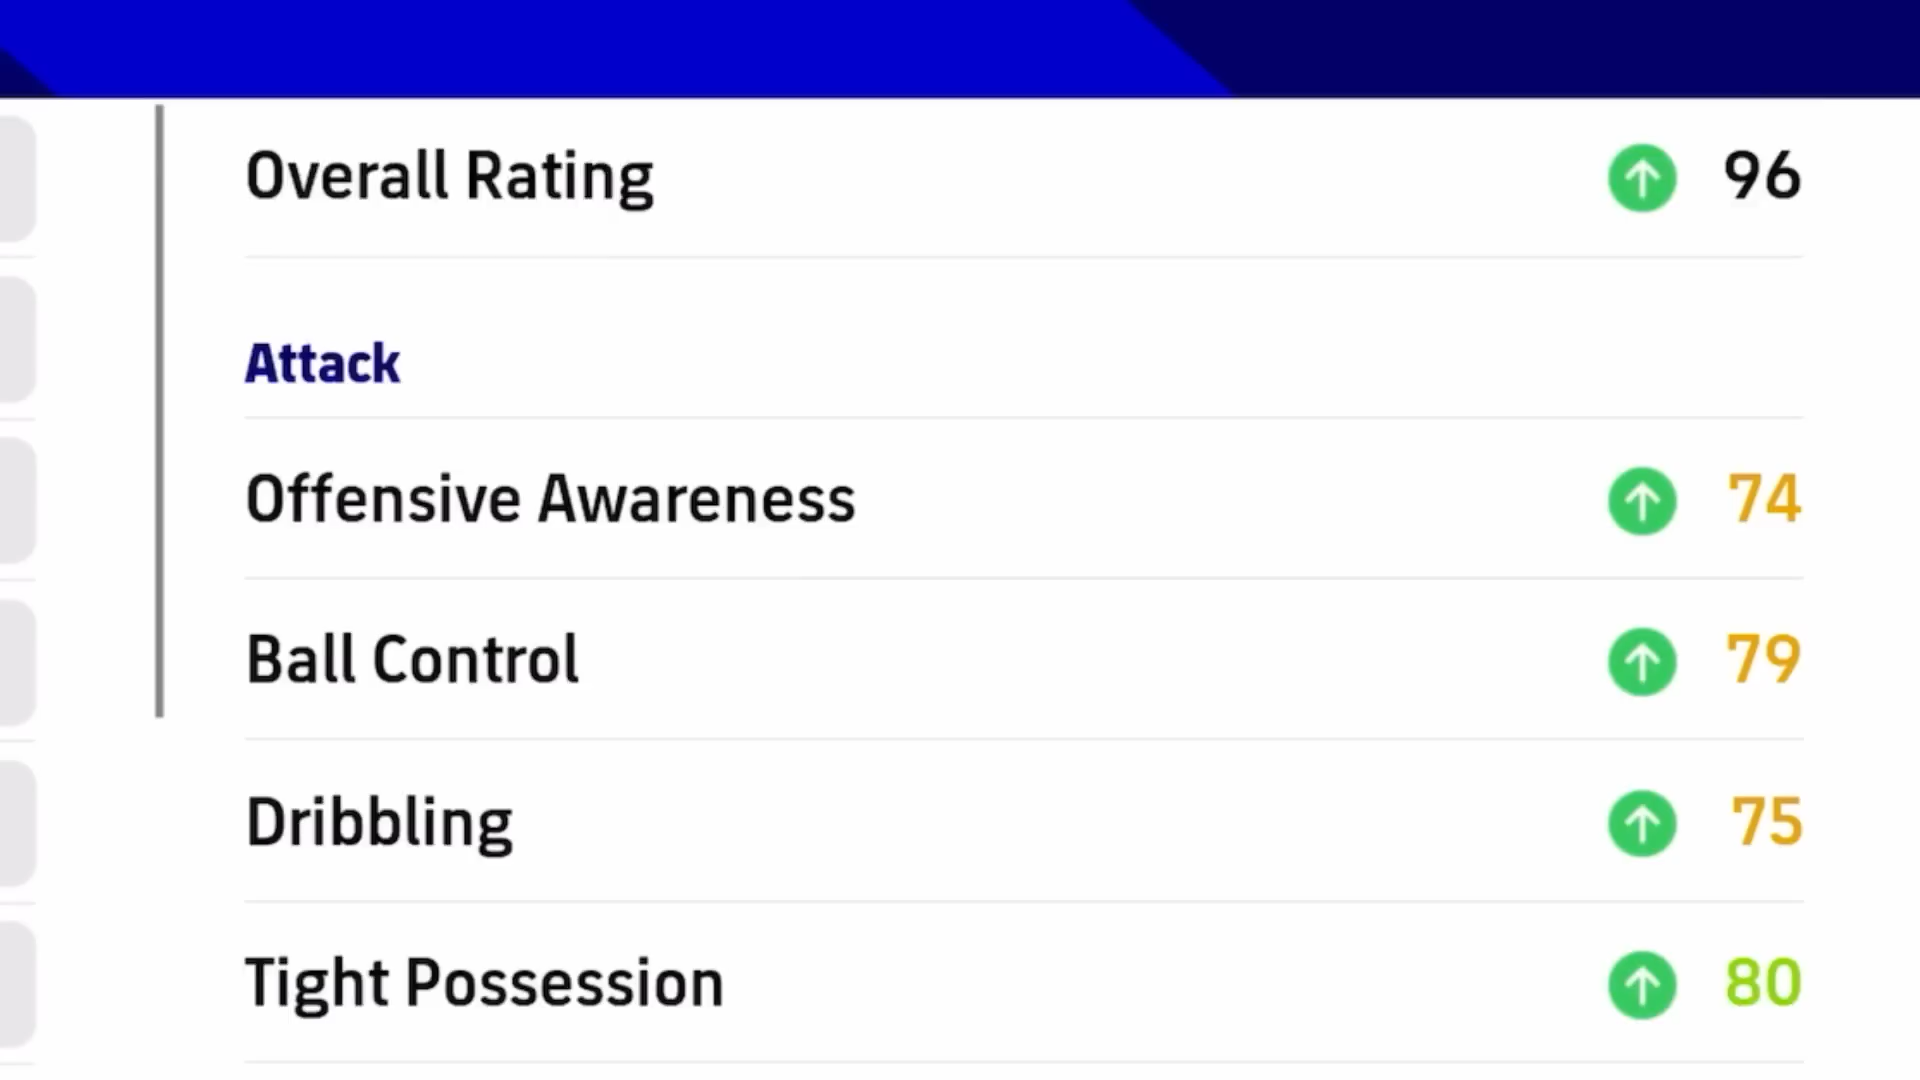 Overall Rating 96
Attack
Offensive Awareness 74
Ball Control 79
Dribbling 75
Tight Possession 80